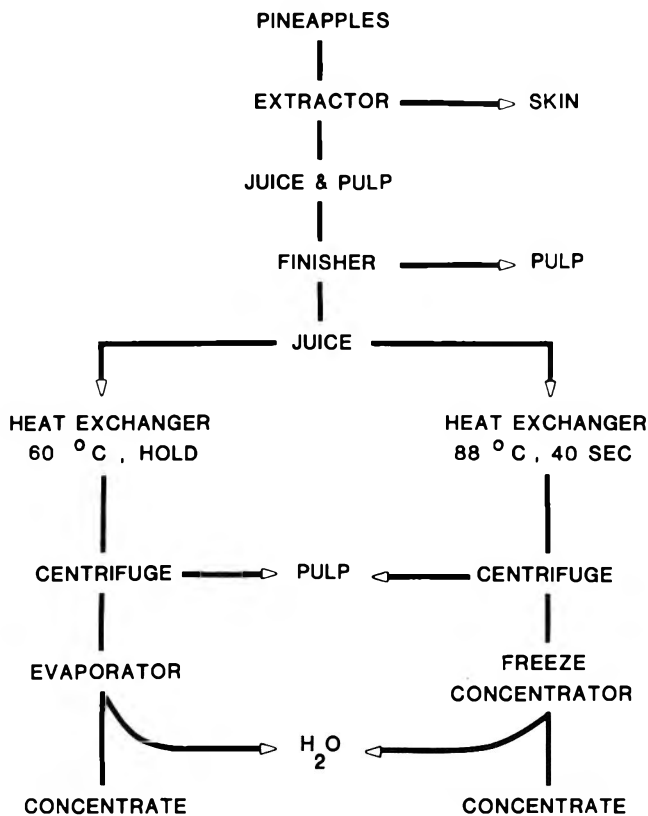 PINEAPPLES
EXTRACTOR SKIN
JUICE & PULP
FINISHER PULP
JUICE
HEAT EXCHANGER HEAT EXCHANGER
60 °C , HOLD 88 °C , 40 SEC
CENTRIFUGE PULP CENTRIFUGE
EVAPORATOR FREEZE
CONCENTRATOR
H2O
CONCENTRATE CONCENTRATE